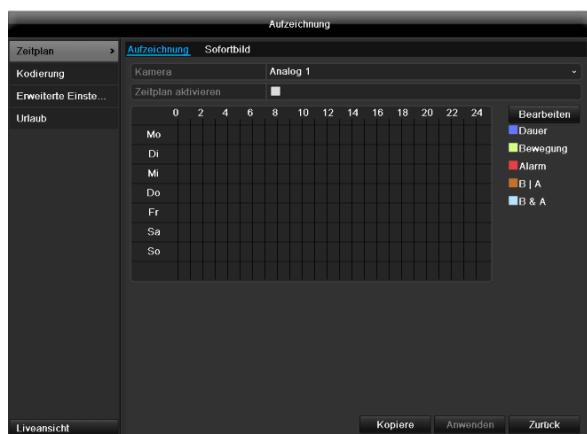 Aufzeichnung
Zeitplan >
Kodierung
Erweiterte Einste...
Urlaub
Liveansicht
Aufzeichnung Sofortbild
Kamera Analog 1
Zeitplan aktivieren
0 2 4 6 8 10 12 14 16 18 20 22 24
Mo
Di
Mi
Do
Fr
Sa
So
Bearbeiten
Dauer
Bewegung
Alarm
B | A
B & A
Kopiere Anwenden Zurück